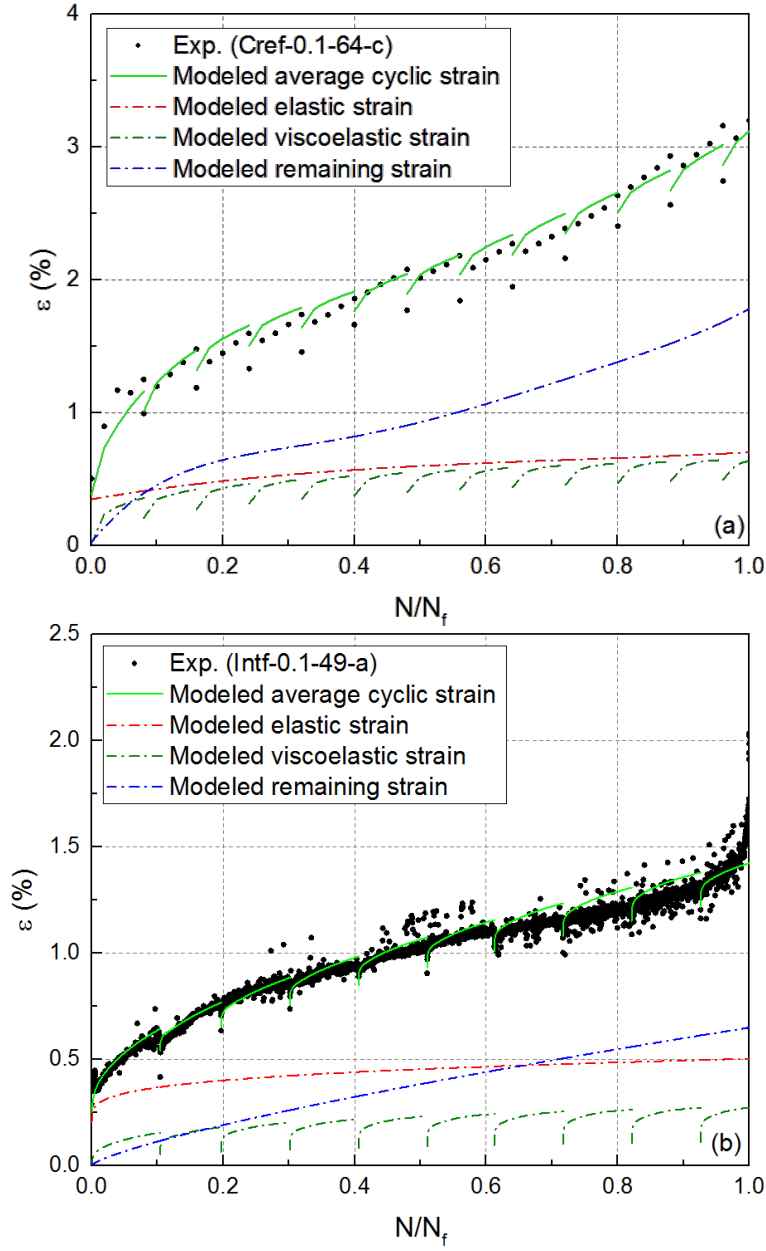 4
Exp. (Cref-0.1-64-c)
Modeled average cyclic strain
Modeled elastic strain
Modeled viscoelastic strain
Modeled remaining strain
3
ε (%)
2
1
0
(a)
0.0 0.2 0.4 0.6 0.8 1.0
N/Nf
2.5
Exp. (Intf-0.1-49-a)
Modeled average cyclic strain
Modeled elastic strain
Modeled viscoelastic strain
Modeled remaining strain
2.0
1.5
ε (%)
1.0
0.5
0.0
(b)
0.0 0.2 0.4 0.6 0.8 1.0
N/Nf